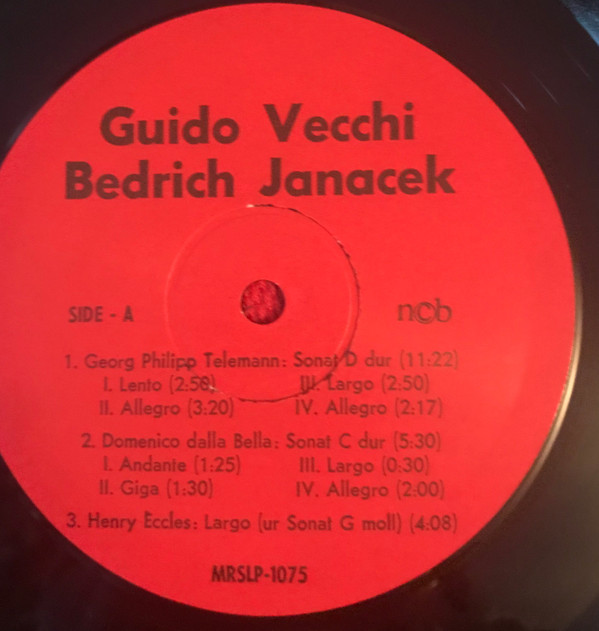 Guido Vecchi
Bedrich Janacek
SIDE - A
ncb
1. Georg Philipp Telemann: Sonat D dur (11:22)
I. Lento (2:50) III. Largo (2:50)
II. Allegro (3:20) IV. Allegro (2:17)
2. Domenico dalla Bella: Sonat C dur (5:30)
I. Andante (1:25) III. Largo (0:30)
II. Giga (1:30) IV. Allegro (2:00)
3. Henry Eccles: Largo (ur Sonat G moll) (4:08)
MRSLP-1075